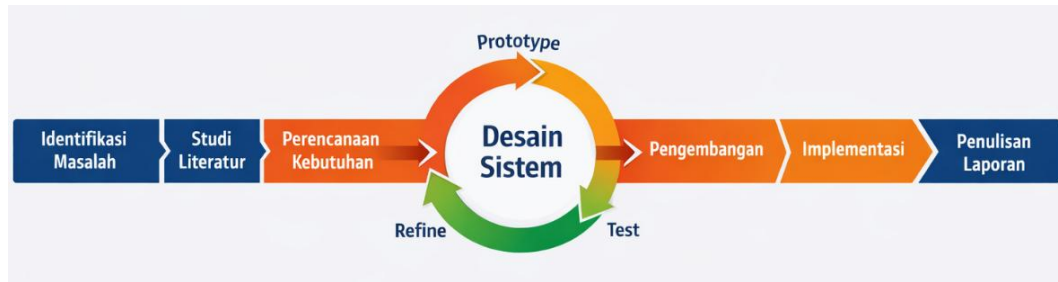 Identifikasi
Masalah
Studi
Literatur
Perencanaan
Kebutuhan
Prototype
Desain
Sistem
Refine
Test
Pengembangan
Implementasi
Penulisan
Laporan